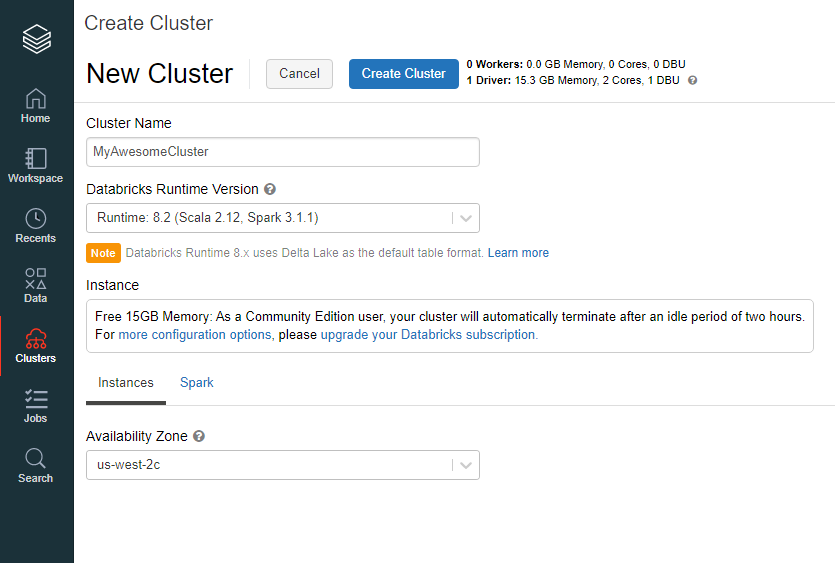 Create Cluster
New Cluster
Cancel
Create Cluster
0 Workers: 0.0 GB Memory, 0 Cores, 0 DBU
1 Driver: 15.3 GB Memory, 2 Cores, 1 DBU ?
Home
Workspace
Recents
Data
Clusters
Jobs
Search
Cluster Name
MyAwesomeCluster
Databricks Runtime Version ?
Runtime: 8.2 (Scala 2.12, Spark 3.1.1)
Note Databricks Runtime 8.x uses Delta Lake as the default table format. Learn more
Instance
Free 15GB Memory: As a Community Edition user, your cluster will automatically terminate after an idle period of two hours.
For more configuration options, please upgrade your Databricks subscription.
Instances Spark
Availability Zone ?
us-west-2c